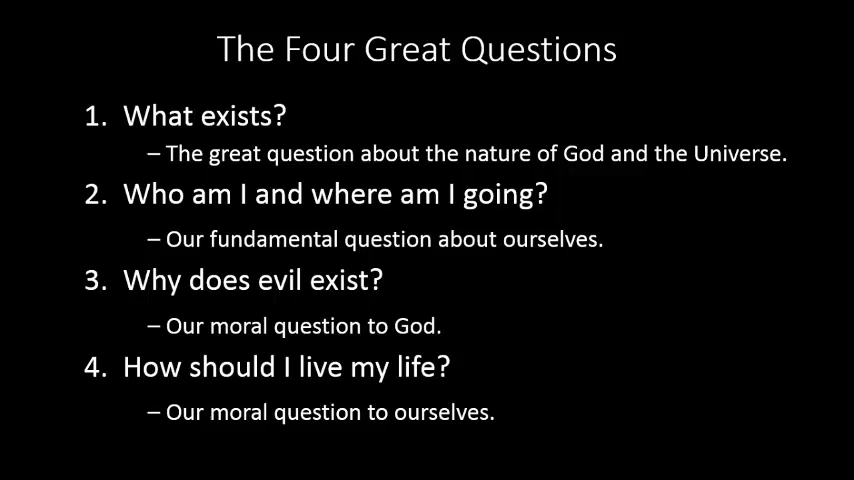 The Four Great Questions
1. What exists?
– The great question about the nature of God and the Universe.
2. Who am I and where am I going?
– Our fundamental question about ourselves.
3. Why does evil exist?
– Our moral question to God.
4. How should I live my life?
– Our moral question to ourselves.